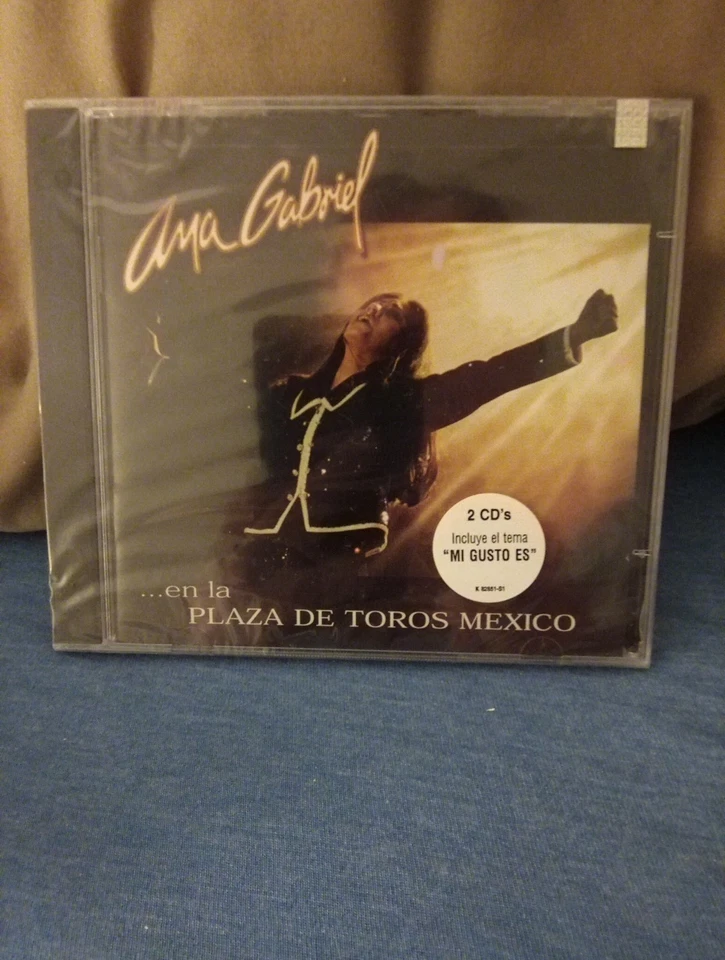 Ana Gabriel
2 CD's
Incluye el tema
"MI GUSTO ES"
...en la
PLAZA DE TOROS MEXICO